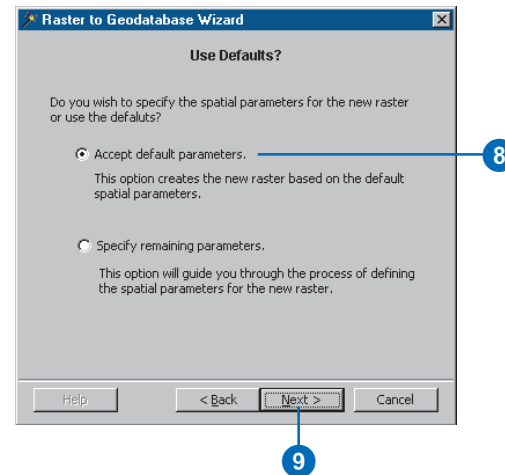 Raster to Geodatabase Wizard
Use Defaults?
Do you wish to specify the spatial parameters for the new raster
or use the defaluts?
Accept default parameters.
8
This option creates the new raster based on the default
spatial parameters.
Specify remaining parameters.
This option will guide you through the process of defining
the spatial parameters for the new raster.
Help
< Back
Next >
Cancel
9